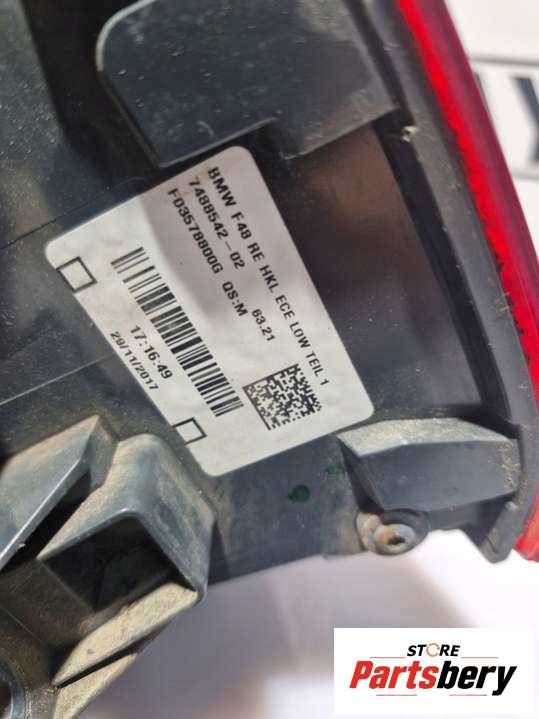 BMW F48 RE HKL ECE LOW TEIL 1
7488542-02 63.21
FD3578800G QS:M
17:16:49
29/11/2017
STORE
Partsbery